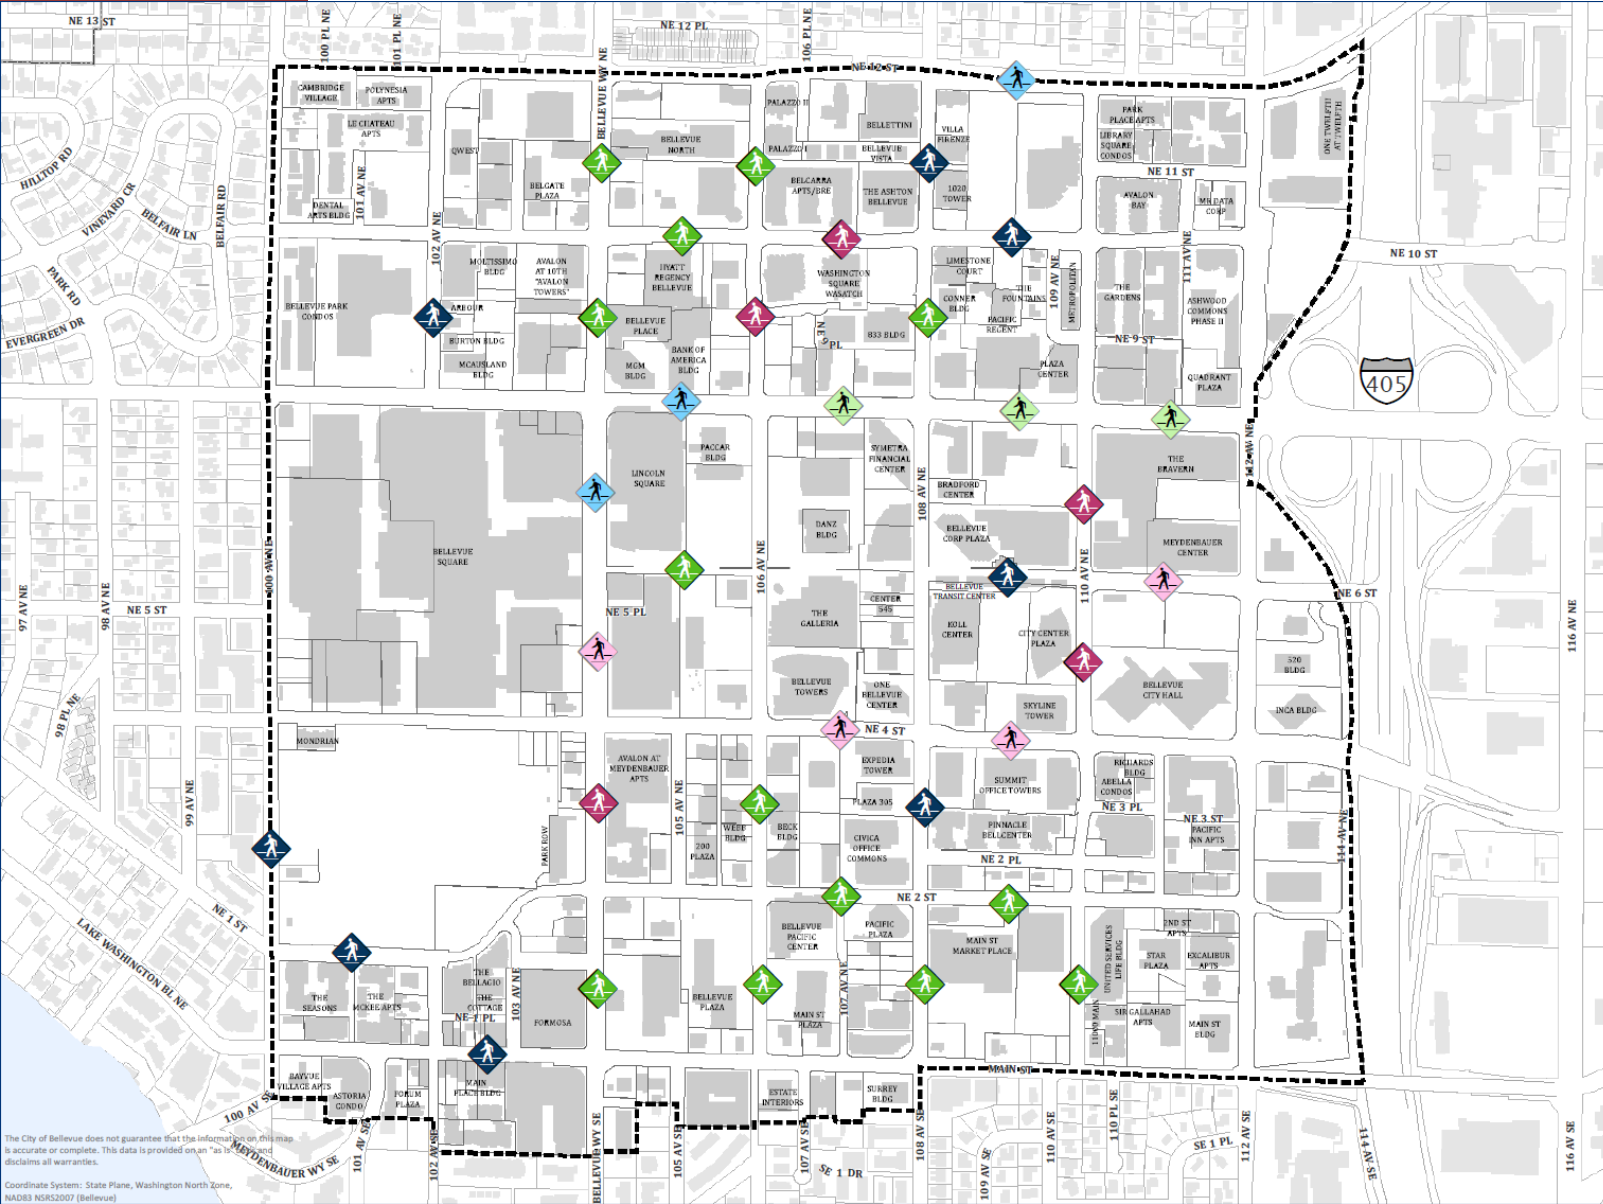 NE 13 ST
100 PL NE
101 PL NE
NE 12 PL
106 PL NE
BELLEVUE WY NE
NE 12 ST
CAMBRIDGE
VILLAGE
POLYNESIA
APTS
LE CHATEAU
APTS
PALAZZO II
BELLETTINI
VILLA
FIRENZE
PARK
PLACE APTS
LIBRARY
SQUARE
CONDOS
ONE TWELFTH
AT TWELFTH
QWEST
BELLEVUE
NORTH
PALAZZO I
BELLEVUE
VISTA
NE 11 ST
HILLTOP RD
VINEYARD CR
BELFAIR LN
BELFAIR RD
101 AV NE
DENTAL
ARTS BLDG
BELGATE
PLAZA
BELCARRA
APTS/BRE
THE ASHTON
BELLEVUE
1020
TOWER
AVALON
BAY
MR DATA
CORP
102 AV NE
PARK RD
EVERGREEN DR
MOLTISSIMO
BLDG
AVALON
AT 10TH
"AVALON
TOWERS"
HYATT
REGENCY
BELLEVUE
WASHINGTON
SQUARE
WASATCH
LIMESTONE
COURT
109 AV NE
METROPOLITAN
THE
GARDENS
111 AV NE
ASHWOOD
COMMONS
PHASE II
NE 10 ST
BELLEVUE PARK
CONDOS
ARBOUR
BURTON BLDG
MCAUSLAND
BLDG
BELLEVUE
PLACE
MGM
BLDG
BANK OF
AMERICA
BLDG
NE 9 PL
833 BLDG
CONNER
BLDG
THE
FOUNTAINS
PACIFIC
REGENT
NE 9 ST
PLAZA
CENTER
QUADRANT
PLAZA
405
112 AV NE
LINCOLN
SQUARE
PACCAR
BLDG
SYMETRA
FINANCIAL
CENTER
THE
BRAVERN
BRADFORD
CENTER
108 AV NE
DANZ
BLDG
BELLEVUE
CORP PLAZA
MEYDENBAUER
CENTER
BELLEVUE
SQUARE
100 AV NE
106 AV NE
110 AV NE
BELLEVUE
TRANSIT CENTER
NE 6 ST
97 AV NE
98 AV NE
NE 5 ST
NE 5 PL
THE
GALLERIA
CENTER
545
KOLL
CENTER
CITY CENTER
PLAZA
116 AV NE
98 PL NE
BELLEVUE
TOWERS
ONE
BELLEVUE
CENTER
SKYLINE
TOWER
BELLEVUE
CITY HALL
520
BLDG
INCA BLDG
MONDRIAN
NE 4 ST
AVALON AT
MEYDENBAUER
APTS
EXPEDIA
TOWER
SUMMIT
OFFICE TOWERS
RICHARDS
BLDG
ABELLA
CONDOS
99 AV NE
105 AV NE
PLAZA 305
NE 3 PL
NE 3 ST
PARK ROW
200
PLAZA
WEBB
BLDG
BECK
BLDG
CIVICA
OFFICE
COMMONS
PINNACLE
BELLCENTER
PACIFIC
INN APTS
114 AV NE
NE 2 PL
NE 2 ST
NE 1 ST
LAKE WASHINGTON BL NE
BELLEVUE
PACIFIC
CENTER
PACIFIC
PLAZA
MAIN ST
MARKET PLACE
UNITED SERVICES
LIFE BLDG
2ND ST
APTS
STAR
PLAZA
EXCALIBUR
APTS
THE
SEASONS
THE
MCKEE APTS
THE
BELLAGIO
THE
COTTAGE
NE 1 PL
103 AV NE
FORMOSA
BELLEVUE
PLAZA
MAIN ST
PLAZA
107 AV NE
11000 MAIN
SIR GALLAHAD
APTS
MAIN ST
BLDG
BAYVUE
VILLAGE APTS
ASTORIA
CONDO
FORUM
PLAZA
MAIN
PLACE BLDG
ESTATE
INTERIORS
SURREY
BLDG
MAIN ST
100 AV SE
MEYDENBAUER WY SE
101 AV SE
102 AV SE
BELLEVUE WY SE
105 AV SE
107 AV SE
SE 1 DR
108 AV SE
109 AV SE
110 AV SE
110 PL SE
SE 1 PL
112 AV SE
114 AV SE
116 AV SE
The City of Bellevue does not guarantee that the information on this map
is accurate or complete. This data is provided on an "as is" basis and
disclaims all warranties.
Coordinate System: State Plane, Washington North Zone,
NAD83 NSRS2007 (Bellevue)